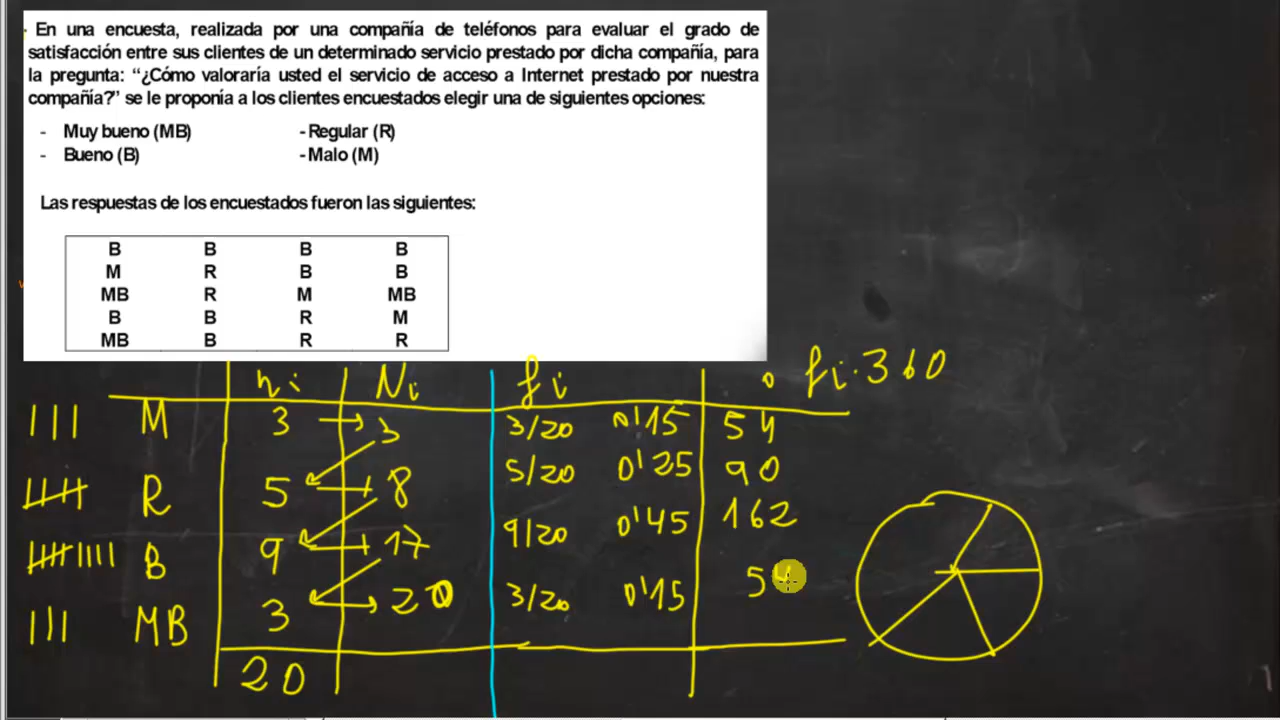 En una encuesta, realizada por una compañía de teléfonos para evaluar el grado de
satisfacción entre sus clientes de un determinado servicio prestado por dicha compañía, para
la pregunta: “¿Cómo valoraría usted el servicio de acceso a Internet prestado por nuestra
compañía?” se le proponía a los clientes encuestados elegir una de siguientes opciones:
- Muy bueno (MB) - Regular (R)
- Bueno (B) - Malo (M)
Las respuestas de los encuestados fueron las siguientes:
B B B B
M R B B
MB R M MB
B B R M
MB B R R
ni Ni fi ° fi·360
M 3 3 3/20 0'15 54
R 5 8 5/20 0'25 90
B 9 17 9/20 0'45 162
MB 3 20 3/20 0'15 54
20